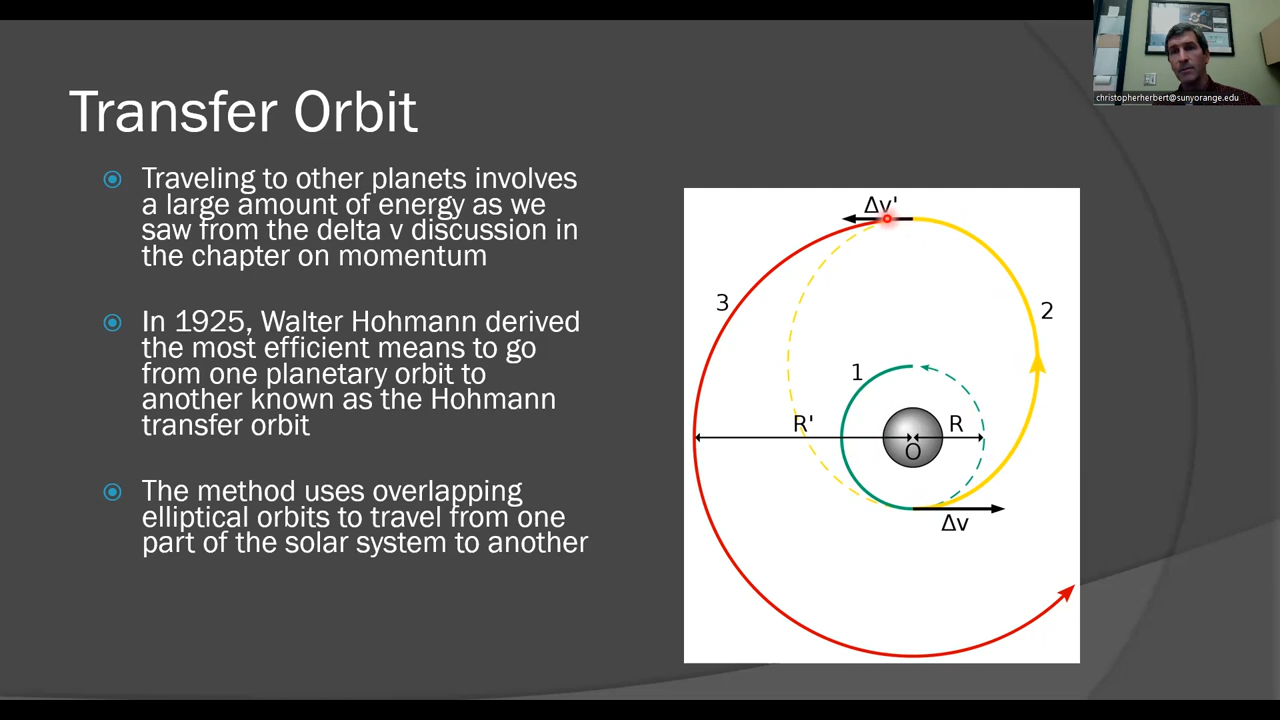 christopherherbert@sunyorange.edu
Transfer Orbit
Traveling to other planets involves
a large amount of energy as we
saw from the delta v discussion in
the chapter on momentum
In 1925, Walter Hohmann derived
the most efficient means to go
from one planetary orbit to
another known as the Hohmann
transfer orbit
The method uses overlapping
elliptical orbits to travel from one
part of the solar system to another
Δv'
3
2
1
R'
R
O
Δv